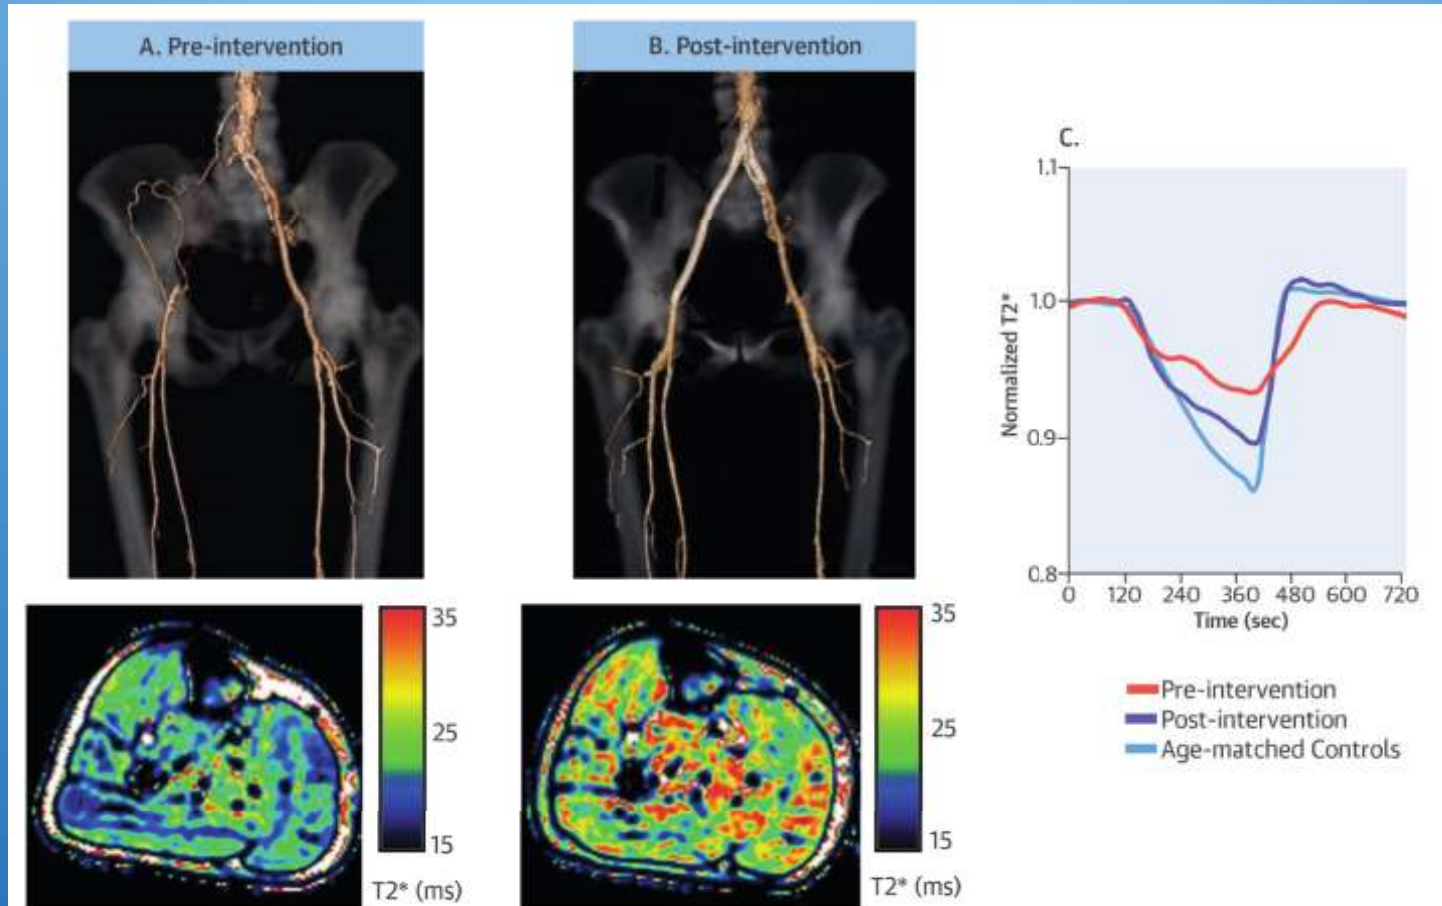 A. Pre-intervention
B. Post-intervention
C.
1.1
1.0
0.9
0.8
Normalized T2*
0 120 240 360 480 600 720
Time (sec)
Pre-intervention
Post-intervention
Age-matched Controls
35
25
15
T2* (ms)
35
25
15
T2* (ms)